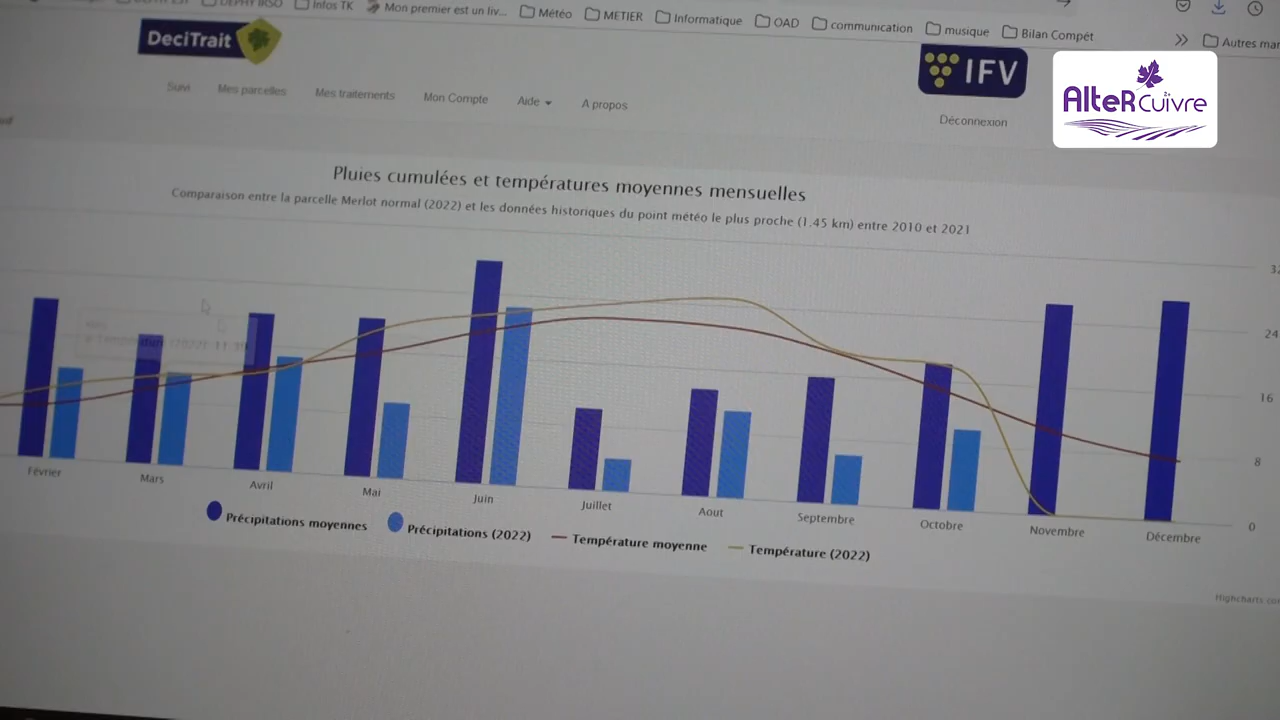 Infos TK
Mon premier est un liv...
Météo
METIER
Informatique
OAD
communication
musique
Bilan Compét
Autres mar
DeciTrait
IFV
AlteRcuivre
Suivi
Mes parcelles
Mes traitements
Mon Compte
Aide
A propos
Déconnexion
Pluies cumulées et températures moyennes mensuelles
Comparaison entre la parcelle Merlot normal (2022) et les données historiques du point météo le plus proche (1.45 km) entre 2010 et 2021
32
24
16
8
0
Février
Mars
Avril
Mai
Juin
Juillet
Aout
Septembre
Octobre
Novembre
Décembre
Précipitations moyennes
Précipitations (2022)
Température moyenne
Température (2022)
Highcharts.co